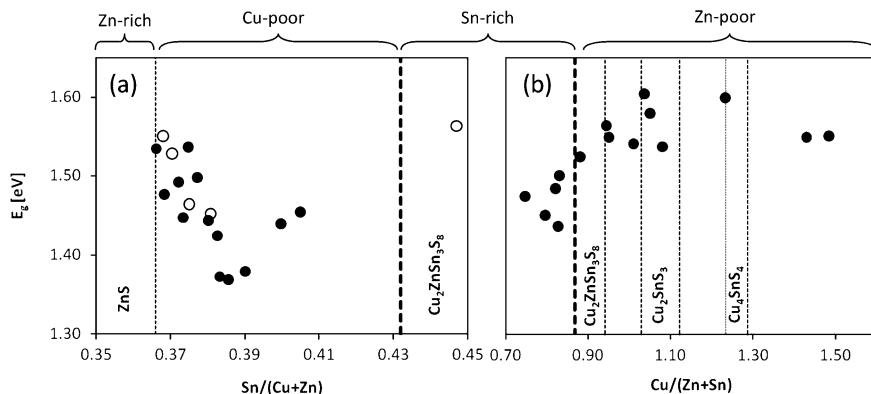 Zn-rich Cu-poor Sn-rich Zn-poor
(a) (b)
1.60
1.50
1.40
1.30
E_g [eV]
ZnS
Cu₂ZnSn₃S₈
Cu₂ZnSn₃S₈
Cu₂SnS₃
Cu₄SnS₄
0.35 0.37 0.39 0.41 0.43 0.45 0.70 0.90 1.10 1.30 1.50
Sn/(Cu+Zn) Cu/(Zn+Sn)